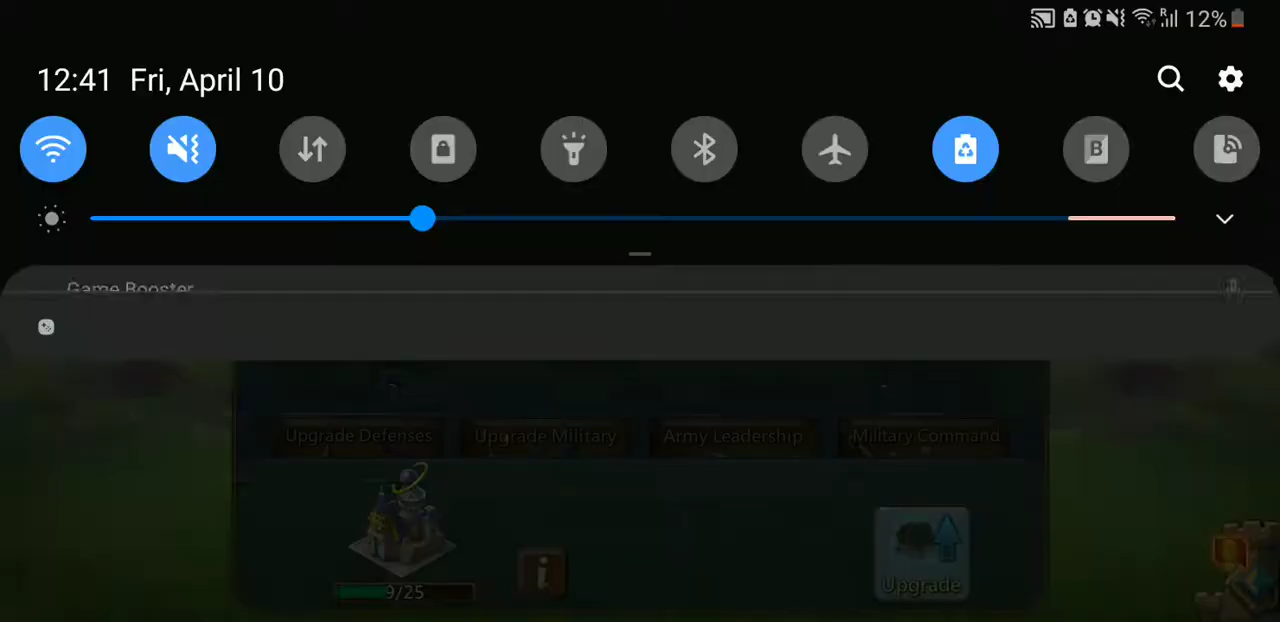 R 12%
12:41 Fri, April 10
B
Game Booster
Upgrade Defenses Upgrade Military Army Leadership Military Command
9/25 i Upgrade